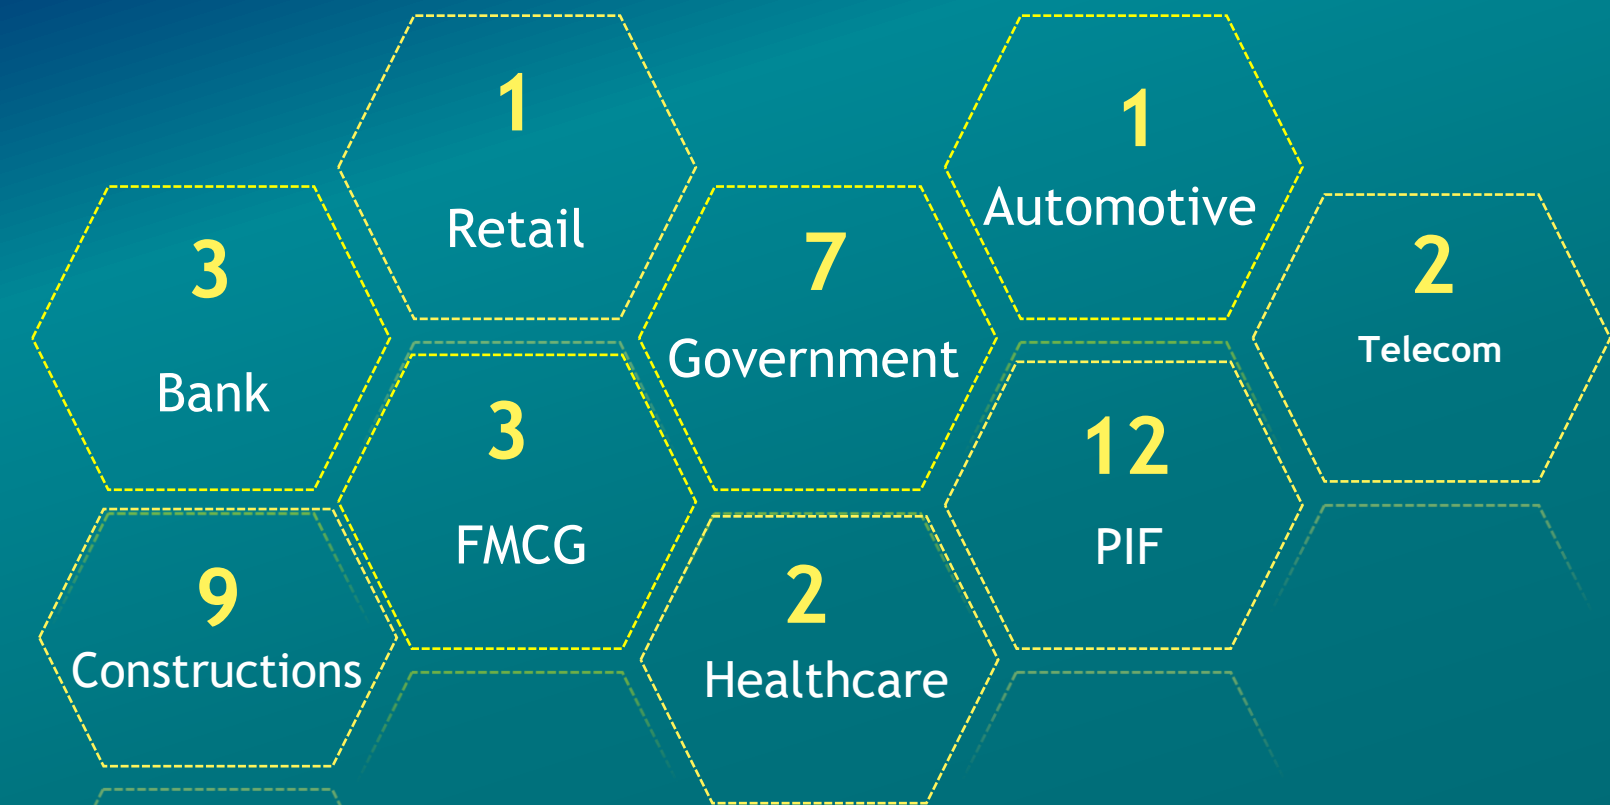 1
Retail
1
Automotive
3
Bank
7
Government
2
Telecom
3
FMCG
12
PIF
9
Constructions
2
Healthcare